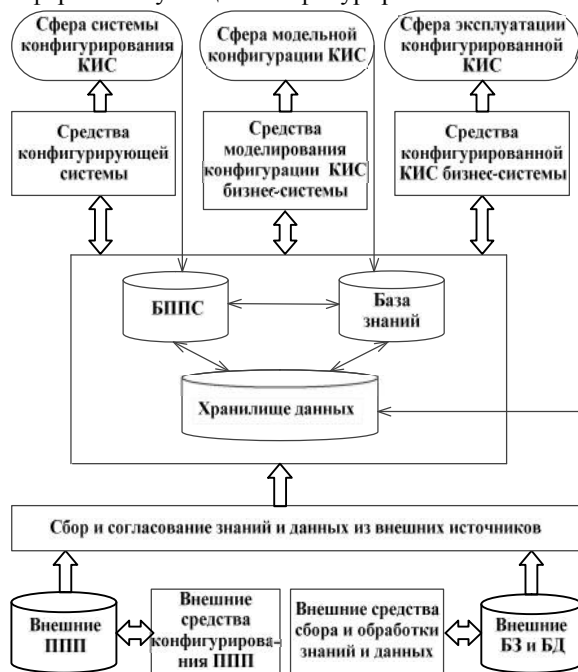 Сфера системы
конфигурирования
КИС
Сфера модельной
конфигурации КИС
Сфера эксплуатации
конфигурированной
КИС
Средства
конфигурирующей
системы
Средства
моделирования
конфигурации КИС
бизнес-системы
Средства
конфигурированной
КИС бизнес-системы
БППС
База
знаний
Хранилище данных
Сбор и согласование знаний и данных из внешних источников
Внешние
ППП
Внешние
средства
конфигурирова-
ния ППП
Внешние средства
сбора и обработки
знаний и данных
Внешние
БЗ и БД